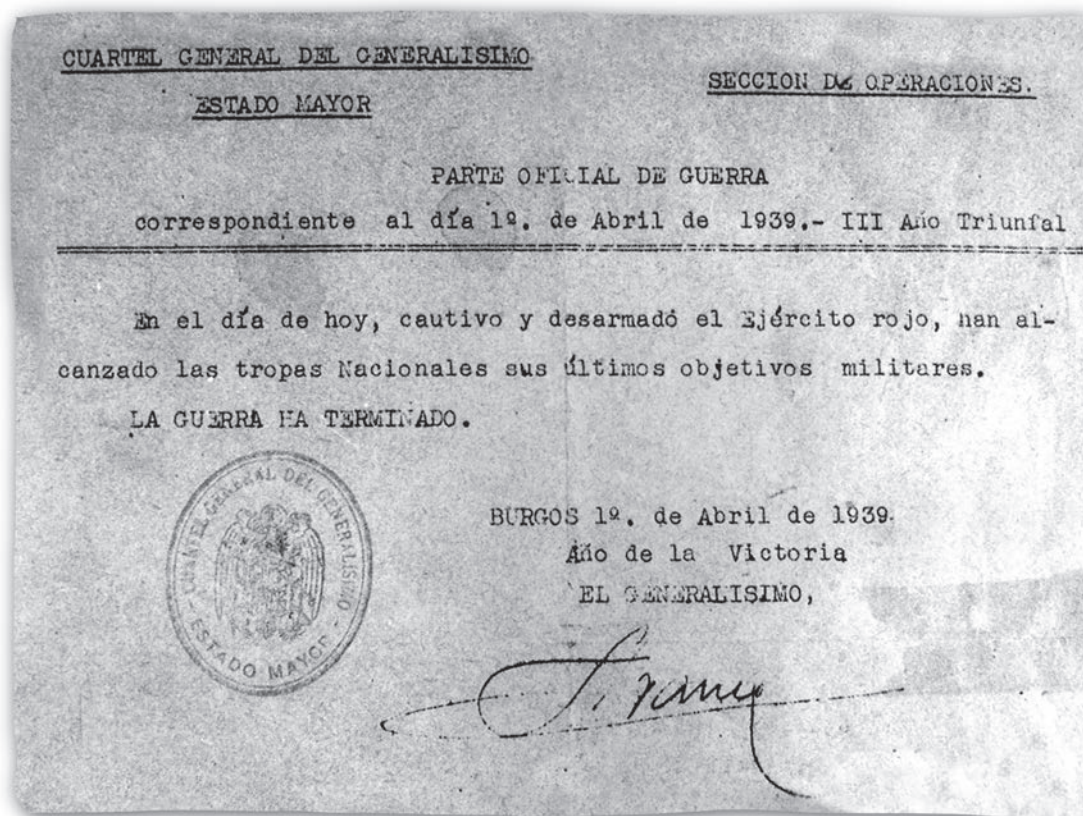 CUARTEL GENERAL DEL GENERALISIMO
ESTADO MAYOR
SECCION DE OPERACIONES.
PARTE OFICIAL DE GUERRA
correspondiente al día 1º. de Abril de 1939.- III Año Triunfal
En el día de hoy, cautivo y desarmadó el Ejército rojo, han al-
canzado las tropas Nacionales sus últimos objetivos militares.
LA GUERRA HA TERMINADO.
BURGOS 1º. de Abril de 1939.
Año de la Victoria
EL GENERALISIMO,
F. Franco
CUARTEL GENERAL DEL GENERALISIMO
- ESTADO MAYOR -